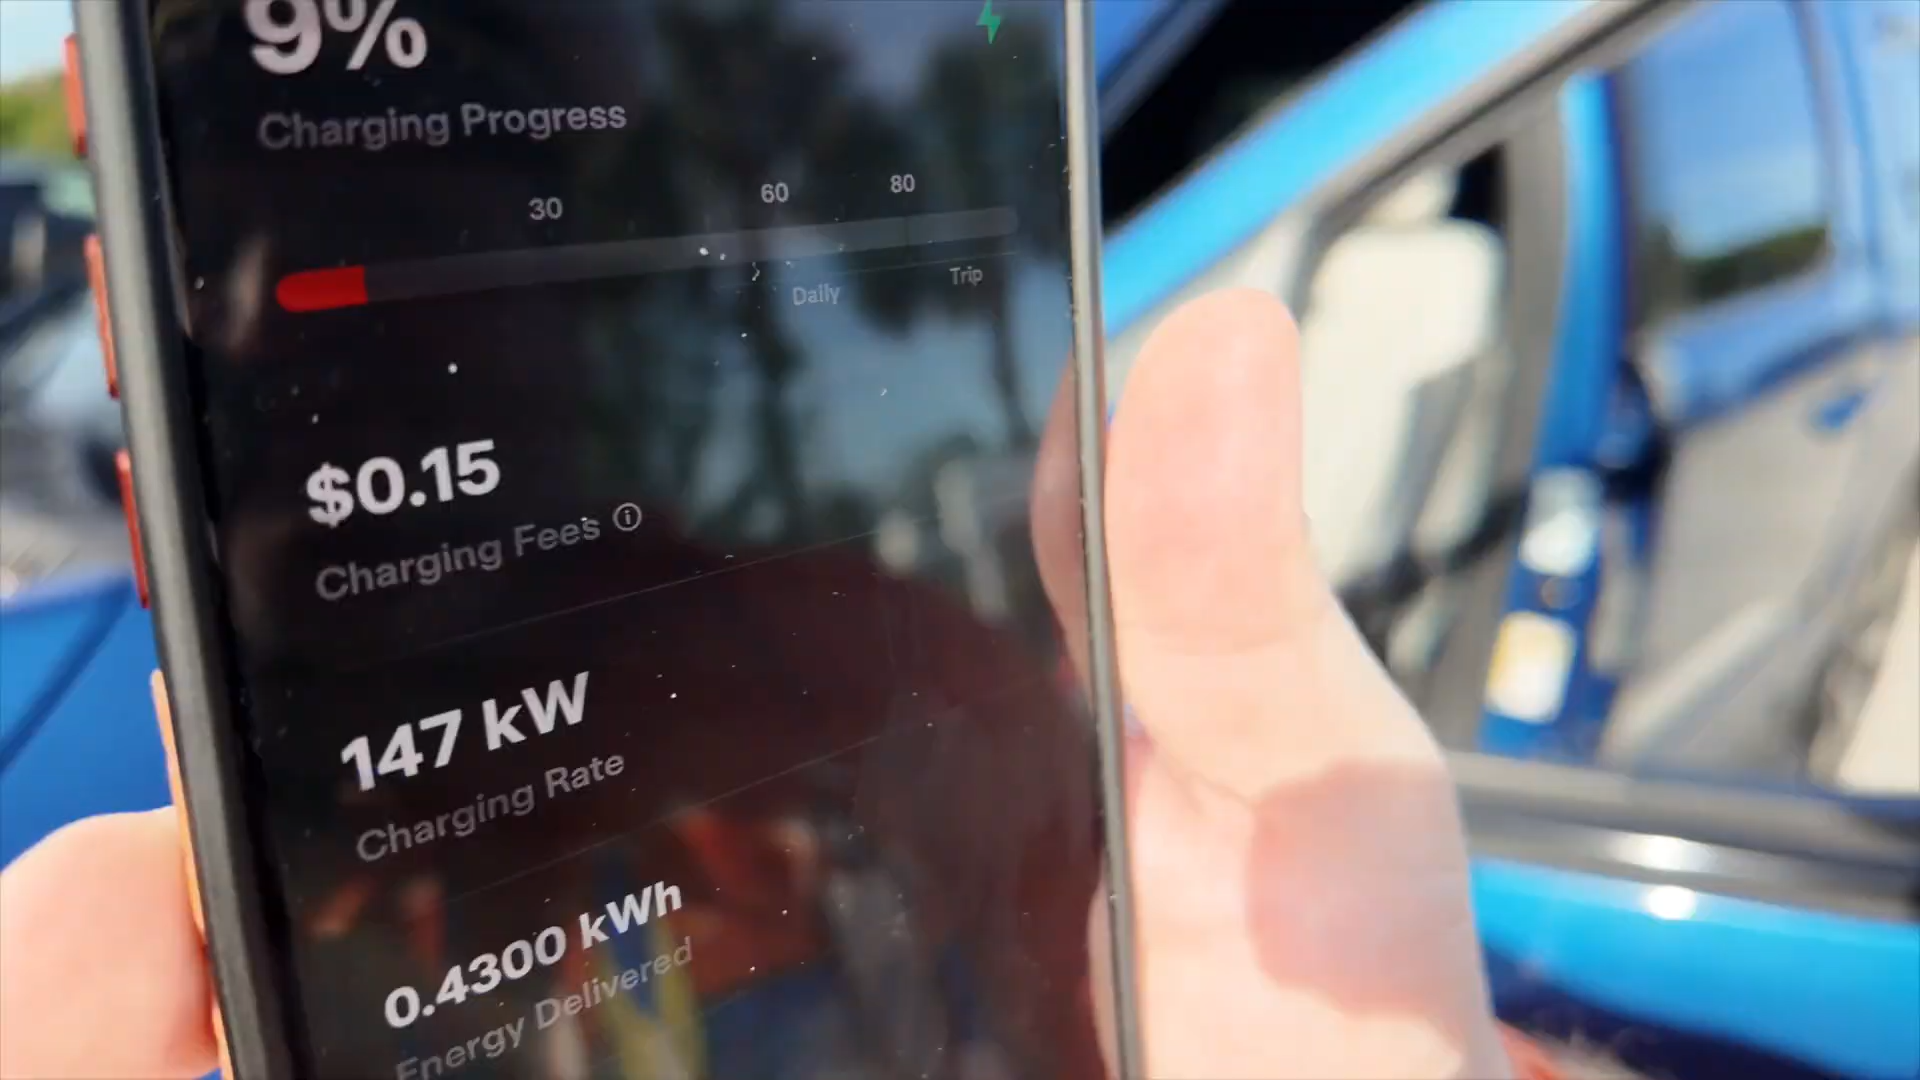 9%
Charging Progress
30 60 80
Daily Trip
$0.15
Charging Fees
147 kW
Charging Rate
0.4300 kWh
Energy Delivered